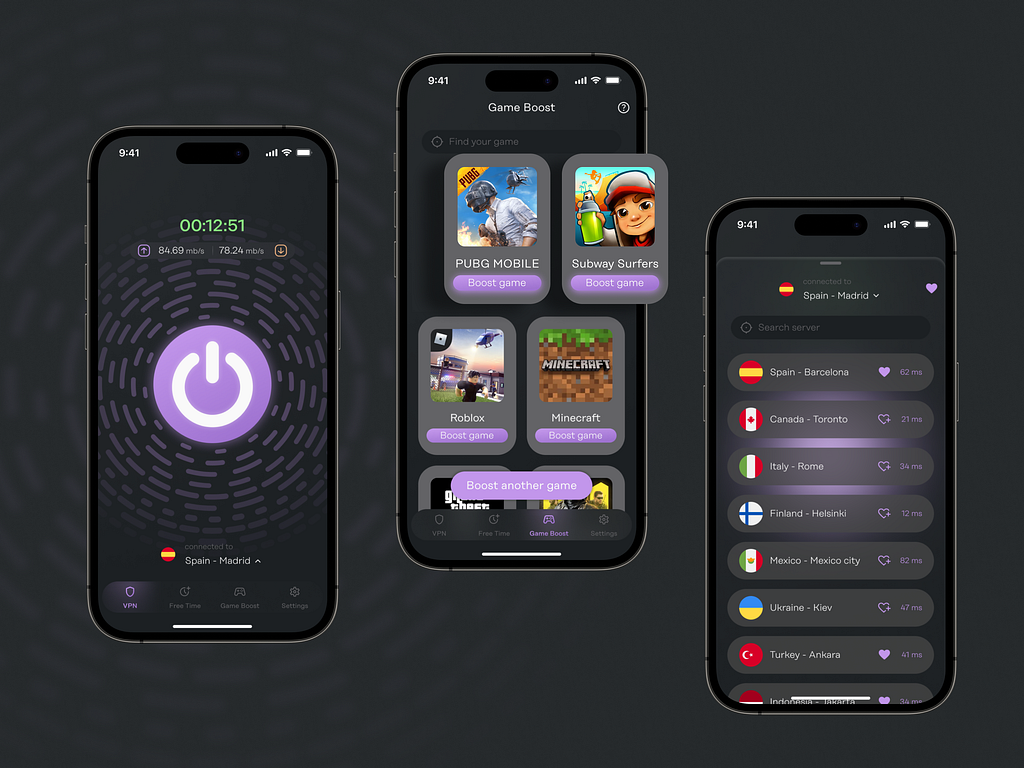 9:41
00:12:51
84.69 mb/s 78.24 mb/s
connected to
Spain - Madrid
VPN Free Time Game Boost Settings
9:41
Game Boost
Find your game
PUBG
PUBG MOBILE Subway Surfers
Boost game Boost game
MINECRAFT
Roblox Minecraft
Boost game Boost game
Boost another game
VPN Free Time Game Boost Settings
9:41
connected to
Spain - Madrid
Search server
Spain - Barcelona 62 ms
Canada - Toronto 21 ms
Italy - Rome 34 ms
Finland - Helsinki 12 ms
Mexico - Mexico city 82 ms
Ukraine - Kiev 47 ms
Turkey - Ankara 41 ms
Indonesia - Jakarta 34 ms